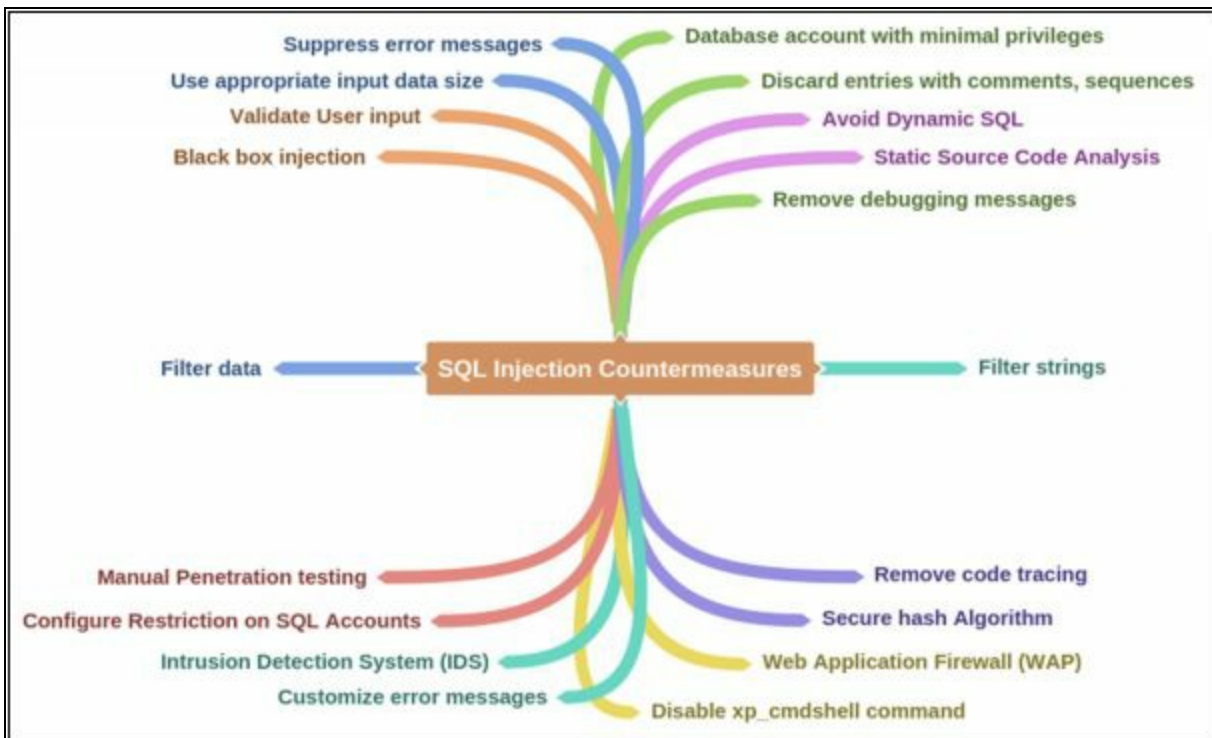 Suppress error messages
Use appropriate input data size
Validate User input
Black box injection
Database account with minimal privileges
Discard entries with comments, sequences
Avoid Dynamic SQL
Static Source Code Analysis
Remove debugging messages
Filter data
SQL Injection Countermeasures
Filter strings
Manual Penetration testing
Configure Restriction on SQL Accounts
Intrusion Detection System (IDS)
Customize error messages
Remove code tracing
Secure hash Algorithm
Web Application Firewall (WAP)
Disable xp_cmdshell command